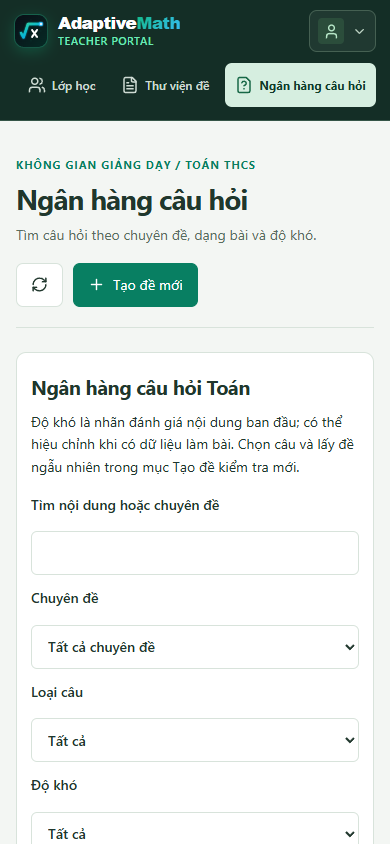 AdaptiveMath
TEACHER PORTAL
Lớp học
Thư viện đề
Ngân hàng câu hỏi
KHÔNG GIAN GIẢNG DẠY / TOÁN THCS
Ngân hàng câu hỏi
Tìm câu hỏi theo chuyên đề, dạng bài và độ khó.
Tạo đề mới
Ngân hàng câu hỏi Toán
Độ khó là nhãn đánh giá nội dung ban đầu; có thể
hiệu chỉnh khi có dữ liệu làm bài. Chọn câu và lấy đề
ngẫu nhiên trong mục Tạo đề kiểm tra mới.
Tìm nội dung hoặc chuyên đề
Chuyên đề
Tất cả chuyên đề
Loại câu
Tất cả
Độ khó
Tất cả